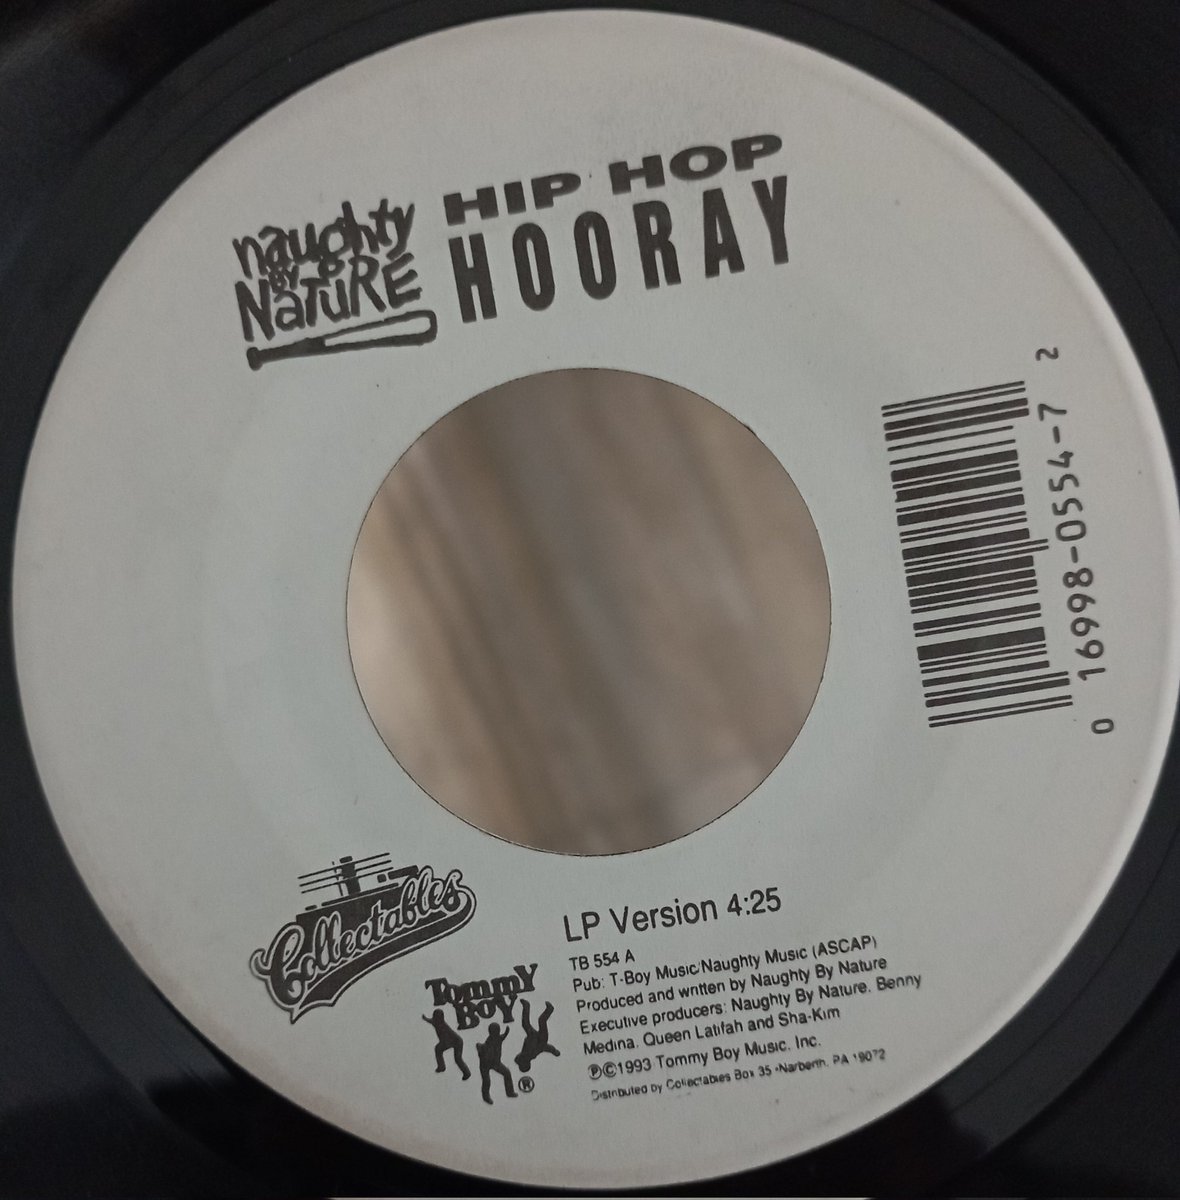 naughty
BY
NaTuRE
HIP HOP
HOORAY
0 16998-0554-7 2
Collectables
Tommy
Boy
®
LP Version 4:25
TB 554 A
Pub: T-Boy Music/Naughty Music (ASCAP)
Produced and written by Naughty By Nature
Executive producers: Naughty By Nature, Benny
Medina, Queen Latifah and Sha-Kim
℗©1993 Tommy Boy Music, Inc.
Distributed by Collectables Box 35 •Narberth, PA 19072